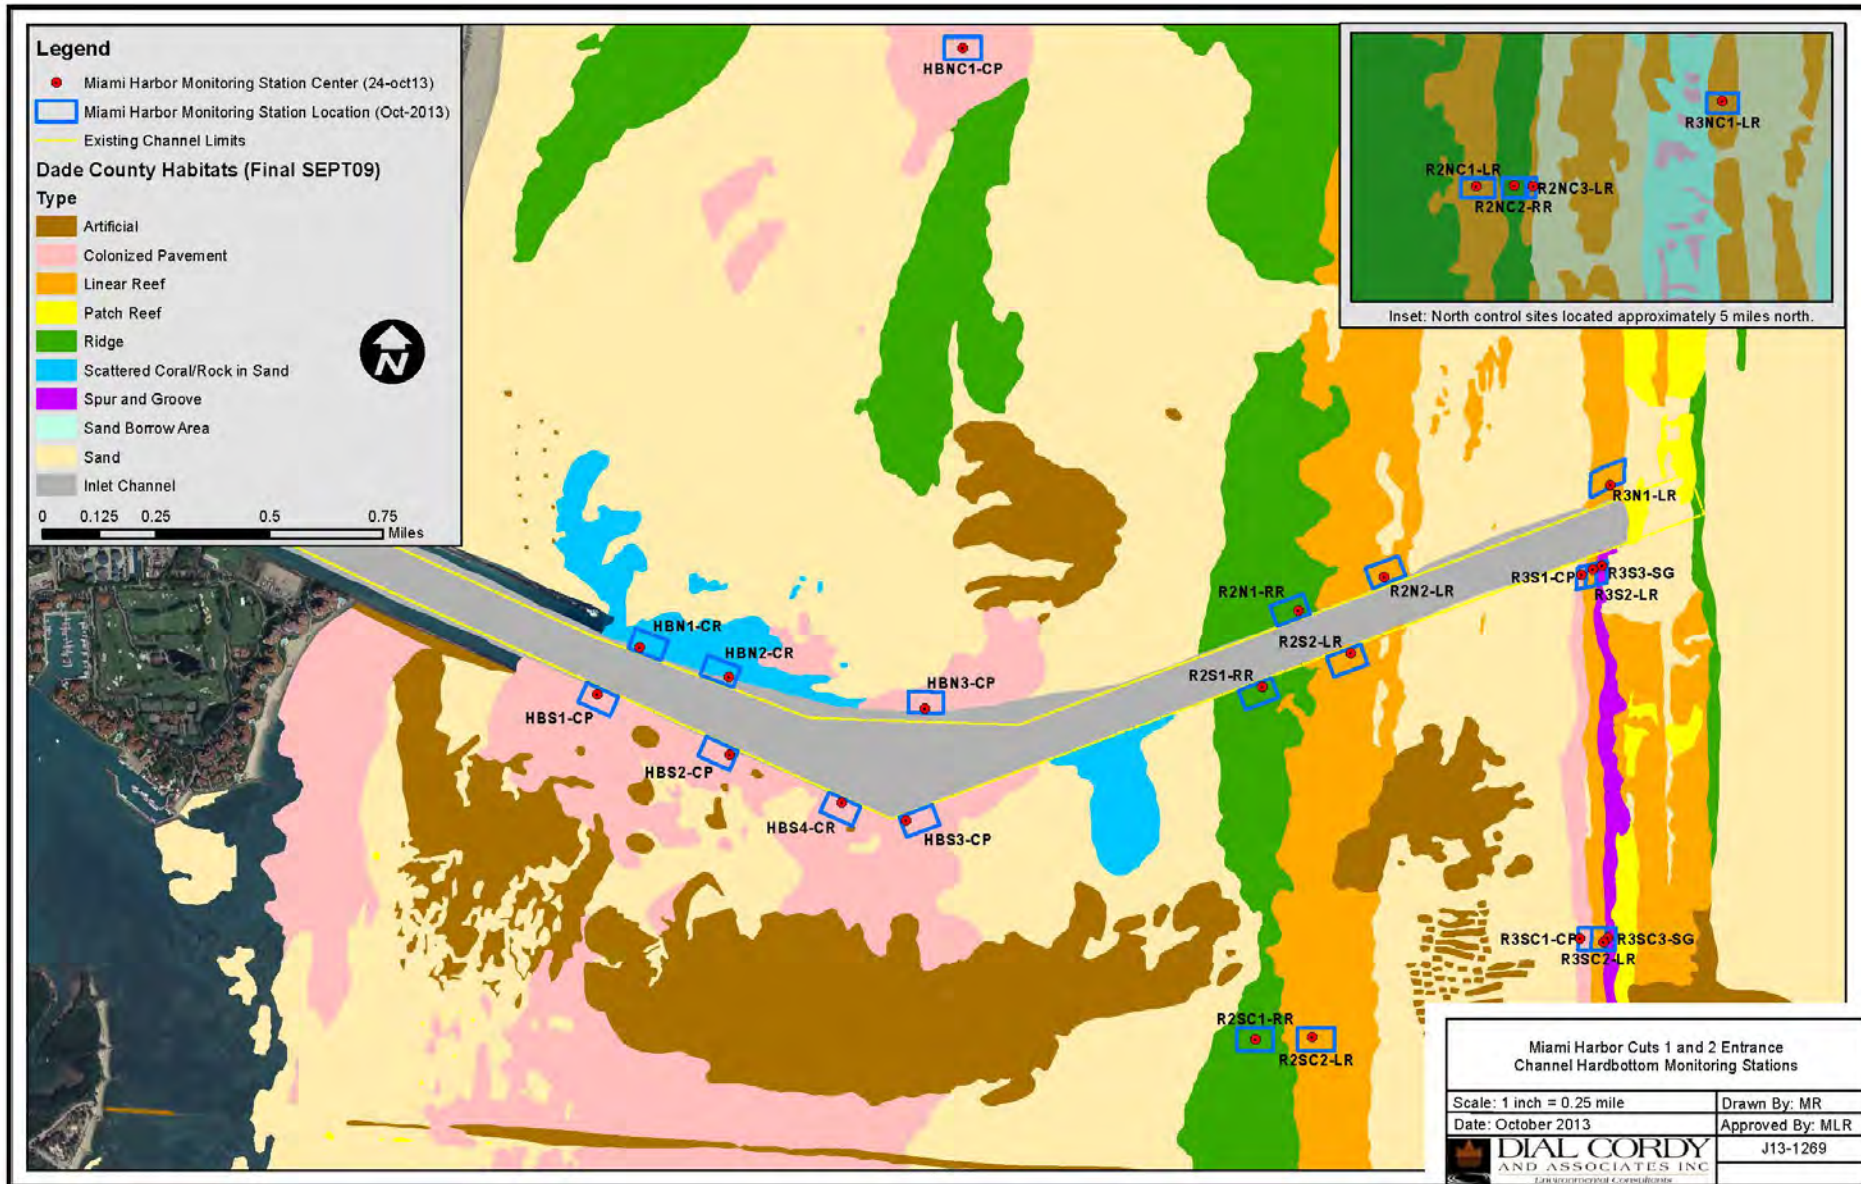 Legend
Miami Harbor Monitoring Station Center (24-oct13)
Miami Harbor Monitoring Station Location (Oct-2013)
Existing Channel Limits
Dade County Habitats (Final SEPT09)
Type
Artificial
Colonized Pavement
Linear Reef
Patch Reef
Ridge
Scattered Coral/Rock in Sand
Spur and Groove
Sand Borrow Area
Sand
Inlet Channel
N
0 0.125 0.25 0.5 0.75
Miles
HBNC1-CP
R3NC1-LR
R2NC1-LR
R2NC3-LR
R2NC2-RR
Inset: North control sites located approximately 5 miles north.
R3N1-LR
R3S1-CP
R3S3-SG
R3S2-LR
R2N1-RR
R2N2-LR
R2S2-LR
R2S1-RR
HBN1-CR
HBN2-CR
HBN3-CP
HBS1-CP
HBS2-CP
HBS4-CR
HBS3-CP
R3SC1-CP
R3SC3-SG
R3SC2-LR
R2SC1-RR
R2SC2-LR
Miami Harbor Cuts 1 and 2 Entrance
Channel Hardbottom Monitoring Stations
Scale: 1 inch = 0.25 mile
Drawn By: MR
Date: October 2013
Approved By: MLR
DIAL CORDY
AND ASSOCIATES INC
Environmental Consultants
J13-1269